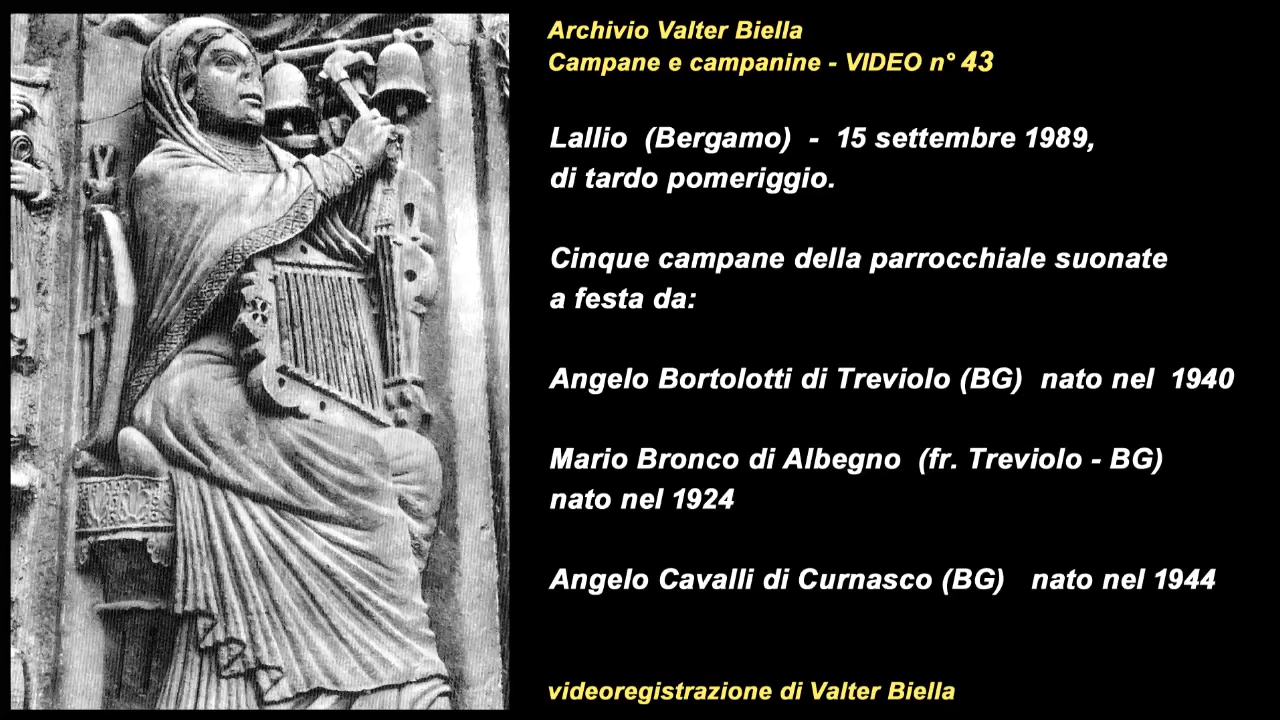 Archivio Valter Biella
Campane e campanine - VIDEO n° 43
Lallio (Bergamo) - 15 settembre 1989,
di tardo pomeriggio.
Cinque campane della parrocchiale suonate
a festa da:
Angelo Bortolotti di Treviolo (BG) nato nel 1940
Mario Bronco di Albegno (fr. Treviolo - BG)
nato nel 1924
Angelo Cavalli di Curnasco (BG) nato nel 1944
videoregistrazione di Valter Biella